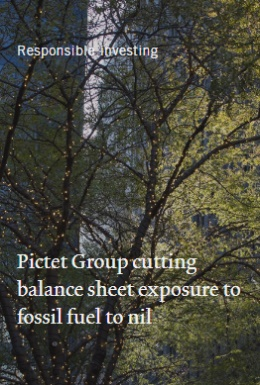 Responsible investing
Pictet Group cutting
balance sheet exposure to
fossil fuel to nil